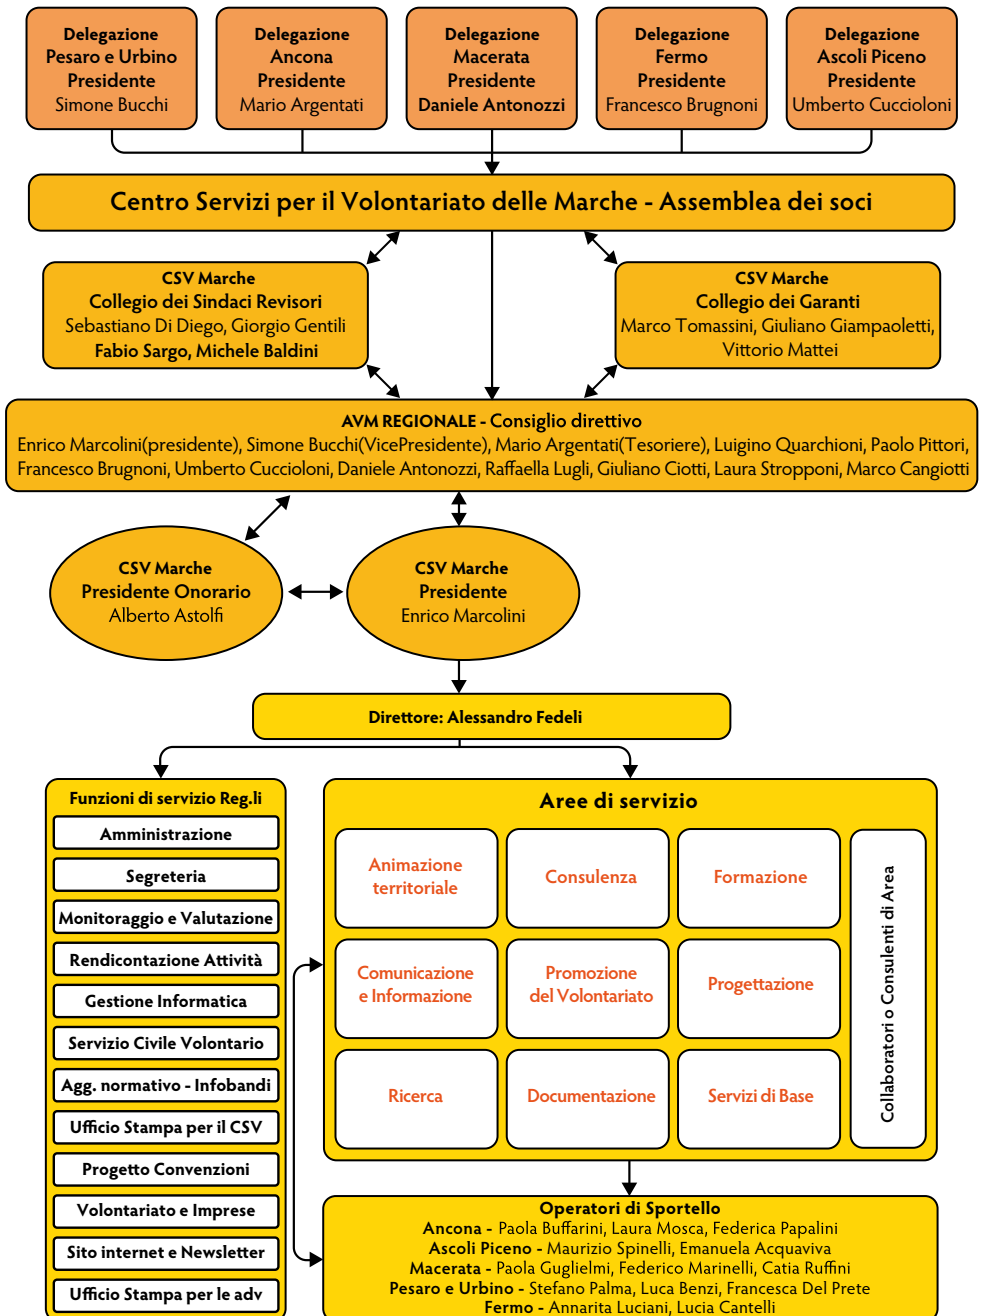 Delegazione
Pesaro e Urbino
Presidente
Simone Bucchi
Delegazione
Ancona
Presidente
Mario Argentati
Delegazione
Macerata
Presidente
Daniele Antonozzi
Delegazione
Fermo
Presidente
Francesco Brugnoni
Delegazione
Ascoli Piceno
Presidente
Umberto Cuccioloni
Centro Servizi per il Volontariato delle Marche - Assemblea dei soci
CSV Marche
Collegio dei Sindaci Revisori
Sebastiano Di Diego, Giorgio Gentili
Fabio Sargo, Michele Baldini
CSV Marche
Collegio dei Garanti
Marco Tomassini, Giuliano Giampaoletti,
Vittorio Mattei
AVM REGIONALE - Consiglio direttivo
Enrico Marcolini(presidente), Simone Bucchi(VicePresidente), Mario Argentati(Tesoriere), Luigino Quarchioni, Paolo Pittori,
Francesco Brugnoni, Umberto Cuccioloni, Daniele Antonozzi, Raffaella Lugli, Giuliano Ciotti, Laura Stropponi, Marco Cangiotti
CSV Marche
Presidente Onorario
Alberto Astolfi
CSV Marche
Presidente
Enrico Marcolini
Direttore: Alessandro Fedeli
Funzioni di servizio Reg.li
Amministrazione
Segreteria
Monitoraggio e Valutazione
Rendicontazione Attività
Gestione Informatica
Servizio Civile Volontario
Agg. normativo - Infobandi
Ufficio Stampa per il CSV
Progetto Convenzioni
Volontariato e Imprese
Sito internet e Newsletter
Ufficio Stampa per le adv
Aree di servizio
Animazione
territoriale
Consulenza
Formazione
Comunicazione
e Informazione
Promozione
del Volontariato
Progettazione
Ricerca
Documentazione
Servizi di Base
Collaboratori o Consulenti di Area
Operatori di Sportello
Ancona - Paola Buffarini, Laura Mosca, Federica Papalini
Ascoli Piceno - Maurizio Spinelli, Emanuela Acquaviva
Macerata - Paola Guglielmi, Federico Marinelli, Catia Ruffini
Pesaro e Urbino - Stefano Palma, Luca Benzi, Francesca Del Prete
Fermo - Annarita Luciani, Lucia Cantelli